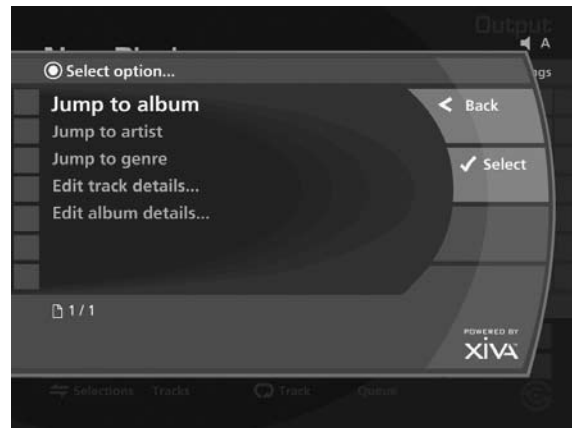 Output
A
Select option...
Jump to album
Jump to artist
Jump to genre
Edit track details...
Edit album details...
Back
Select
1 / 1
POWERED BY
XiVA
Selections Tracks Track Queue